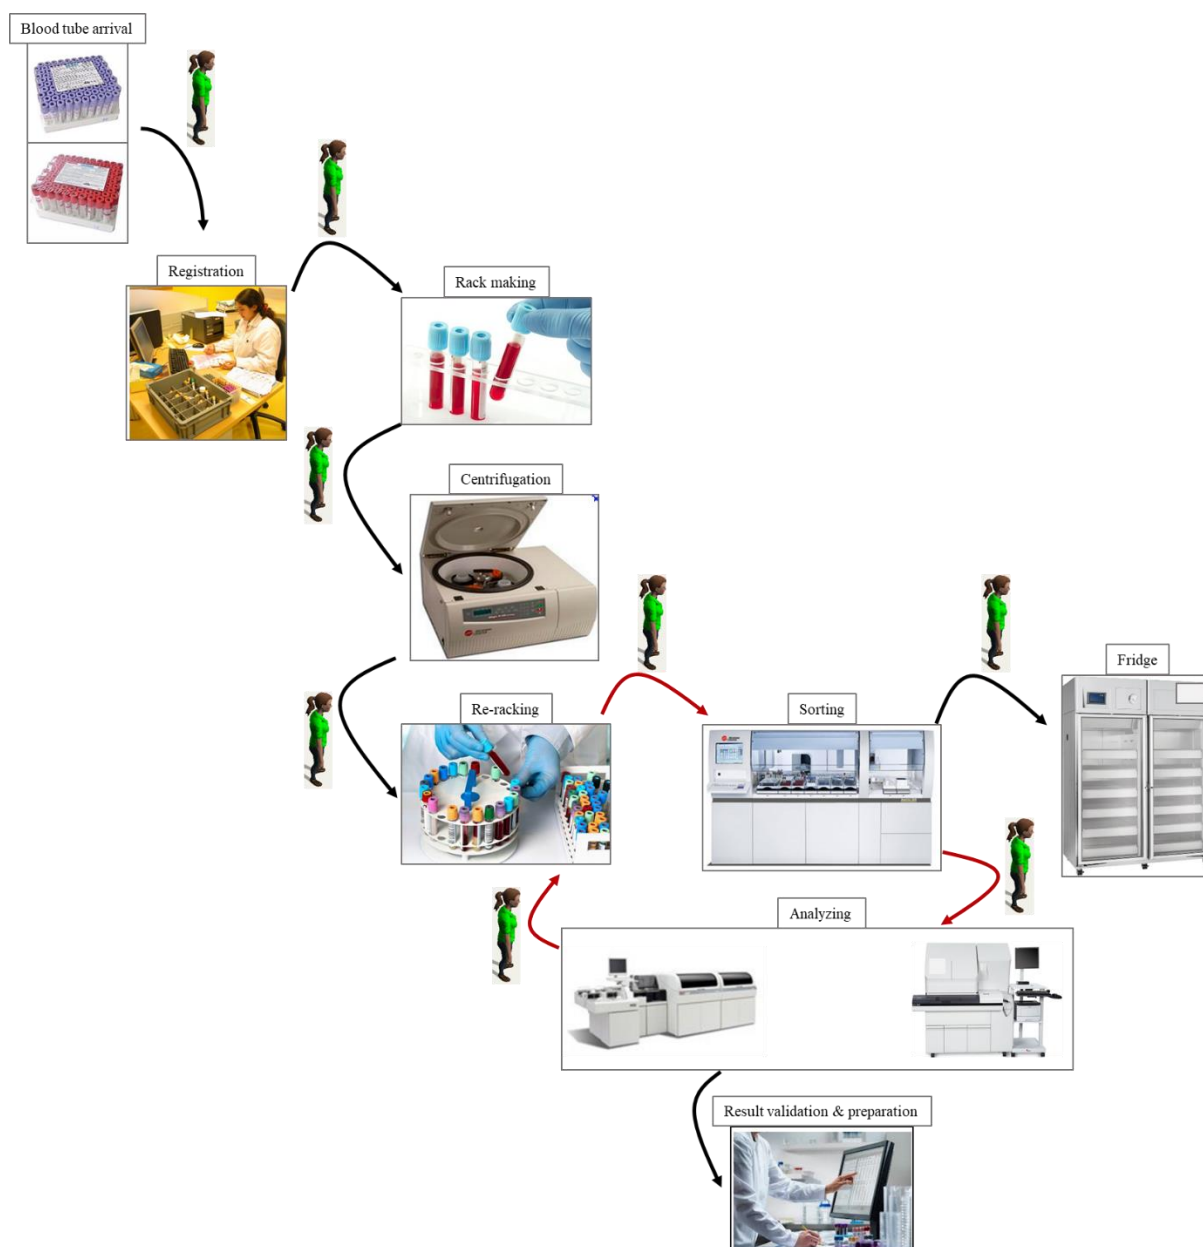 Blood tube arrival
Registration
Rack making
Centrifugation
Re-racking
Sorting
Fridge
Analyzing
Result validation & preparation